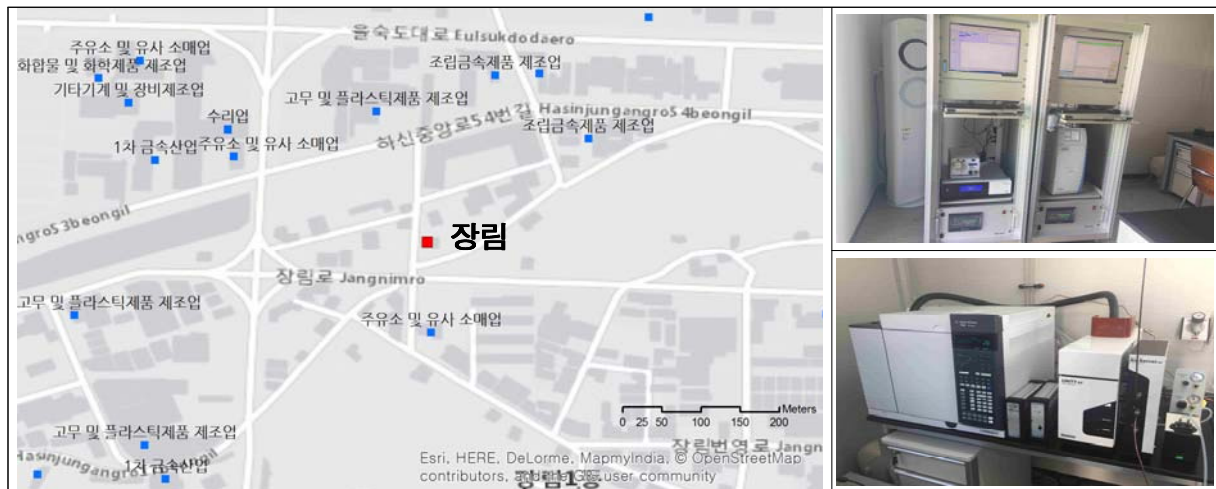 을숙도대로 Eulsukdodaero
주유소 및 유사 소매업
화합물 및 화학제품 제조업
조립금속제품 제조업
기타기계 및 장비제조업
고무 및 플라스틱제품 제조업
하신중앙로54번길 Hasinjungangro54beongil
수리업
조립금속제품 제조업
1차 금속산업
주유소 및 유사 소매업
ngro53beongil
장림
장림로 Jangnimro
고무 및 플라스틱제품 제조업
주유소 및 유사 소매업
Meters
0 25 50 100 150 200
고무 및 플라스틱제품 제조업
장림번영로 Jangn
1차 금속산업
장림1동
Esri, HERE, DeLorme, MapmyIndia, © OpenStreetMap
contributors, and the GIS user community